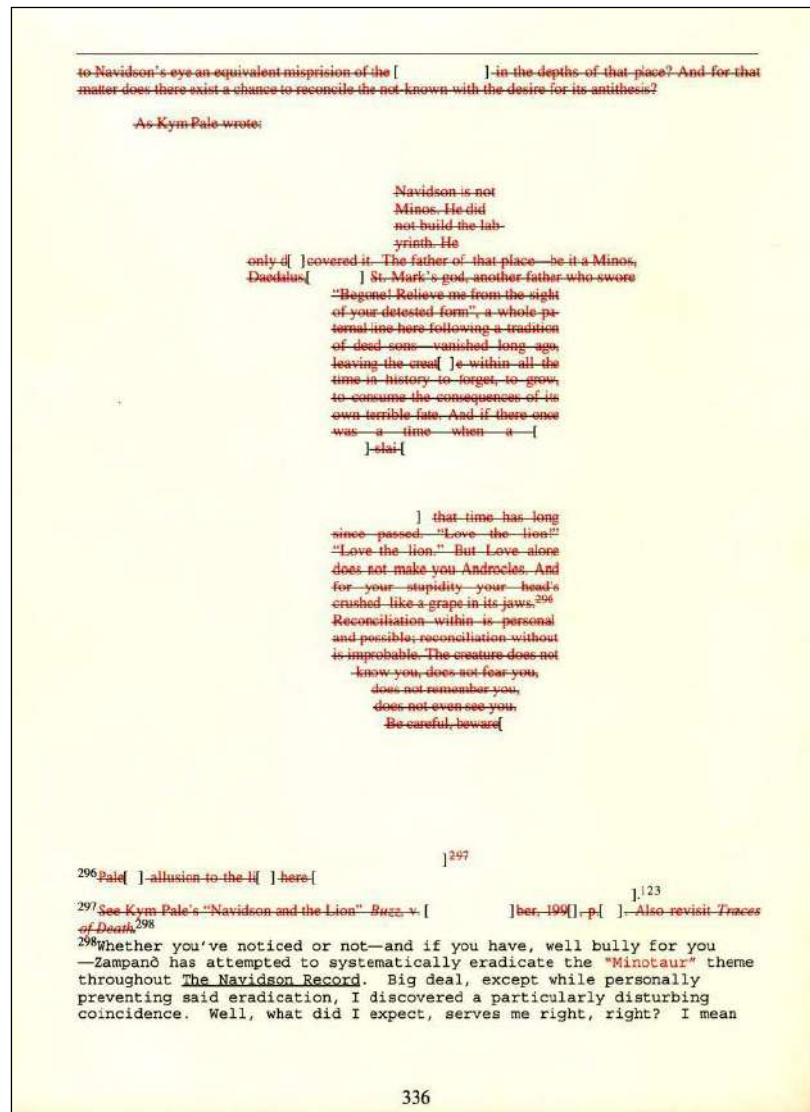 to Navidson's eye an equivalent misprision of the [ ] in the depths of that place? And for that
matter does there exist a chance to reconcile the not-known with the desire for its antithesis?
As Kym Pale wrote:
Navidson is not
Minos. He did
not build the lab-
yrinth. He
only d[ ]covered it. The father of that place—be it a Minos,
Daedalus,[ ] St. Mark's god, another father who swore
"Begone! Relieve me from the sight
of your detested form", a whole pa-
ternal line here following a tradition
of dead sons—vanished long ago,
leaving the creat[ ]e within all the
time in history to forget, to grow,
to consume the consequences of its
own terrible fate. And if there once
was a time when a [
] slai [
] that time has long
since passed. "Love the lion!"
"Love the lion." But Love alone
does not make you Androcles. And
for your stupidity your head's
crushed like a grape in its jaws.296
Reconciliation within is personal
and possible; reconciliation without
is improbable. The creature does not
know you, does not fear you,
does not remember you,
does not even see you.
Be careful, beware[
]297
296Pale[ ] allusion to the li[ ] here [
].123
297See Kym Pale's "Navidson and the Lion" Buzz, v. [ ]ber, 199[], p.[ ]. Also revisit Traces
of Death.298
298Whether you've noticed or not—and if you have, well bully for you
—Zampanò has attempted to systematically eradicate the "Minotaur" theme
throughout The Navidson Record. Big deal, except while personally
preventing said eradication, I discovered a particularly disturbing
coincidence. Well, what did I expect, serves me right, right? I mean
336